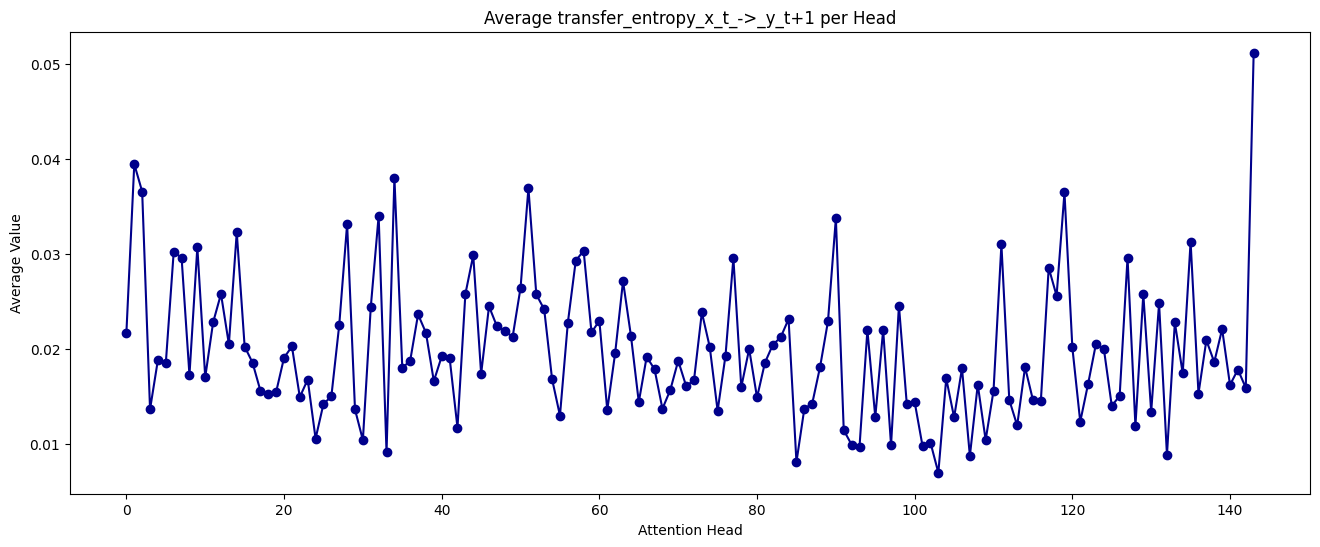 Average transfer_entropy_x_t_->_y_t+1 per Head
Average Value
0.05
0.04
0.03
0.02
0.01
0 20 40 60 80 100 120 140
Attention Head